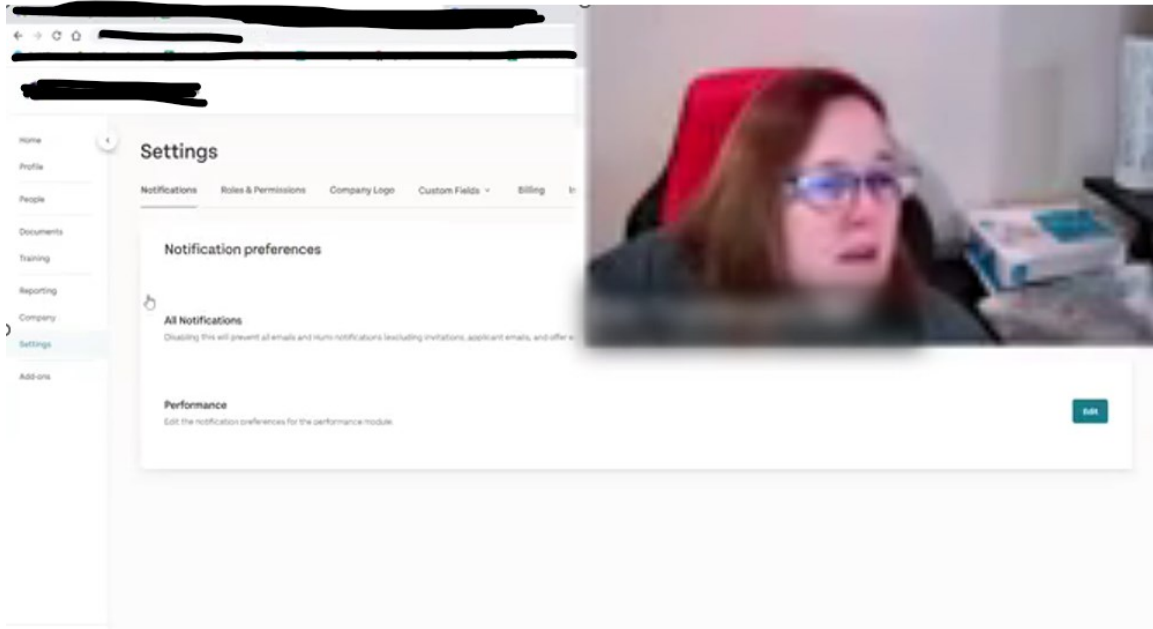 Settings
Notifications Roles & Permissions Company Logo Custom Fields Billing
Home
Profile
People
Documents
Training
Reporting
Company
Settings
Add-ons
Notification preferences
All Notifications
Disabling this will prevent all emails and Humi notifications (excluding invitations, applicant emails, and offer e
Performance
Edit the notification preferences for the performance module.
Edit